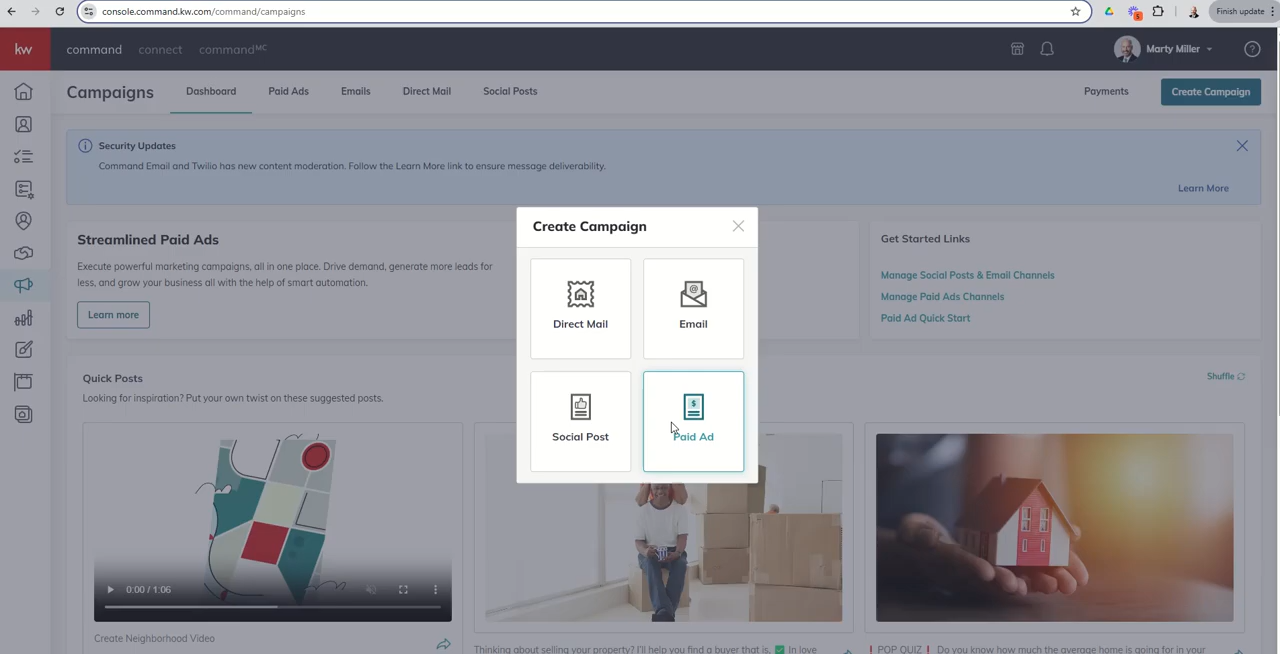 console.command.kw.com/command/campaigns
Finish update
kw
command
connect
commandMC
Marty Miller
Campaigns
Dashboard
Paid Ads
Emails
Direct Mail
Social Posts
Payments
Create Campaign
Security Updates
Command Email and Twilio has new content moderation. Follow the Learn More link to ensure message deliverability.
Learn More
Streamlined Paid Ads
Execute powerful marketing campaigns, all in one place. Drive demand, generate more leads for
less, and grow your business all with the help of smart automation.
Learn more
Create Campaign
Direct Mail
Email
Social Post
Paid Ad
Get Started Links
Manage Social Posts & Email Channels
Manage Paid Ads Channels
Paid Ad Quick Start
Quick Posts
Looking for inspiration? Put your own twist on these suggested posts.
Shuffle
0:00 / 1:06
Create Neighborhood Video
Thinking about selling your property? I'll help you find a buyer that is, ✅ In love
❗ POP QUIZ ❗ Do you know how much the average home is going for in your